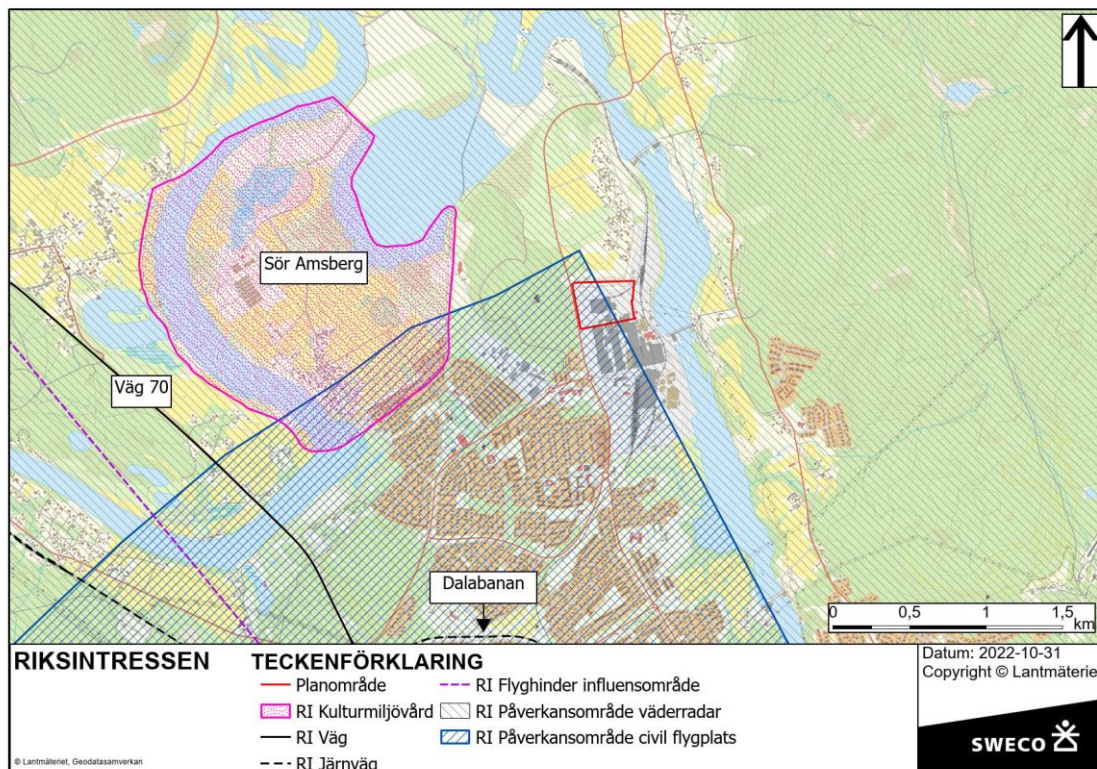 Sör Amsberg
Väg 70
Dalabanan
0 0,5 1 1,5
km
RIKSINTRESSEN
TECKENFÖRKLARING
Planområde
RI Kulturmiljövård
RI Väg
RI Järnväg
RI Flyghinder influensområde
RI Påverkansområde väderradar
RI Påverkansområde civil flygplats
© Lantmäteriet, Geodatasamverkan
Datum: 2022-10-31
Copyright © Lantmäterie
SWECO